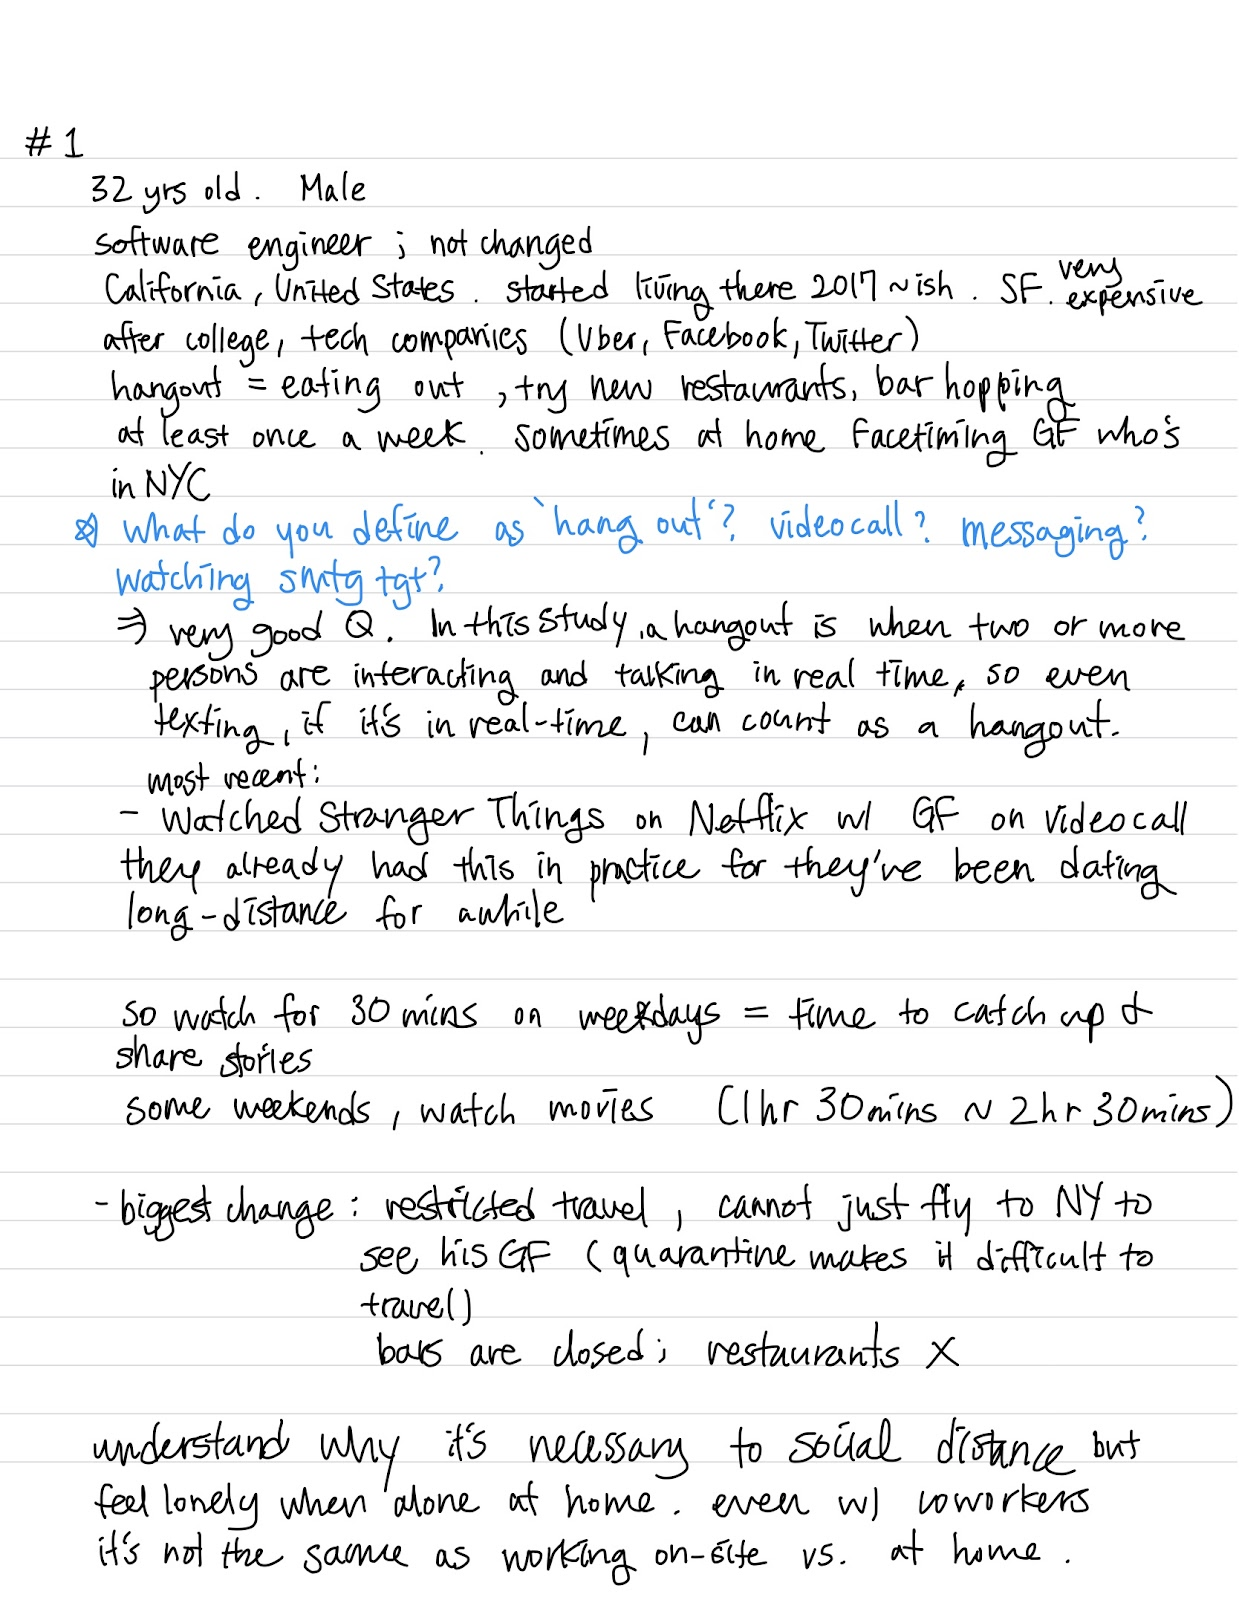 #1
32 yrs old. Male
software engineer ; not changed
California, United States. started living there 2017 ~ish. SF. very expensive
after college, tech companies (Uber, Facebook, Twitter)
hangout = eating out, try new restaurants, bar hopping
at least once a week. sometimes at home Facetiming GF who's
in NYC
☆ what do you define as 'hang out'? videocall? messaging?
watching smtg tgt?
⇒ very good Q. In this study, a hangout is when two or more
persons are interacting and talking in real time, so even
texting, if it's in real-time, can count as a hangout.
most recent:
- Watched Stranger Things on Netflix w/ GF on videocall
they already had this in practice for they've been dating
long-distance for awhile
so watch for 30 mins on weekdays = time to catch up &
share stories
some weekends, watch movies (1hr 30mins ~ 2hr 30mins)
- biggest change : restricted travel, cannot just fly to NY to
see his GF (quarantine makes it difficult to
travel)
bars are closed; restaurants X
understand why it's necessary to social distance but
feel lonely when alone at home. even w/ coworkers
it's not the same as working on-site vs. at home.